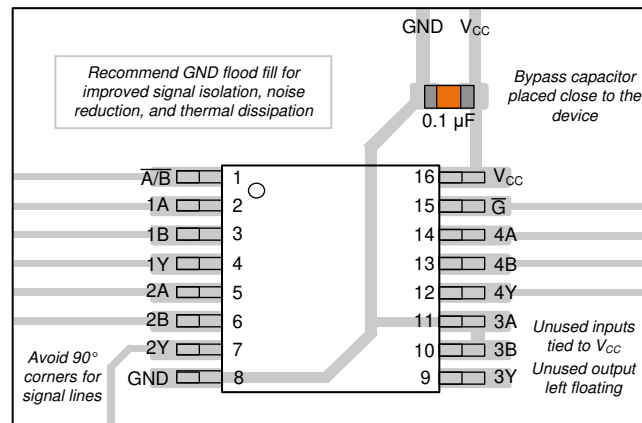 GND V_CC
Recommend GND flood fill for
improved signal isolation, noise
reduction, and thermal dissipation
Bypass capacitor
placed close to the
device
0.1 µF
A̅/B̅ 1 16 V_CC
1A 2 15 G̅
1B 3 14 4A
1Y 4 13 4B
2A 5 12 4Y
2B 6 11 3A
2Y 7 10 3B
GND 8 9 3Y
Unused inputs
tied to V_CC
Unused output
left floating
Avoid 90°
corners for
signal lines